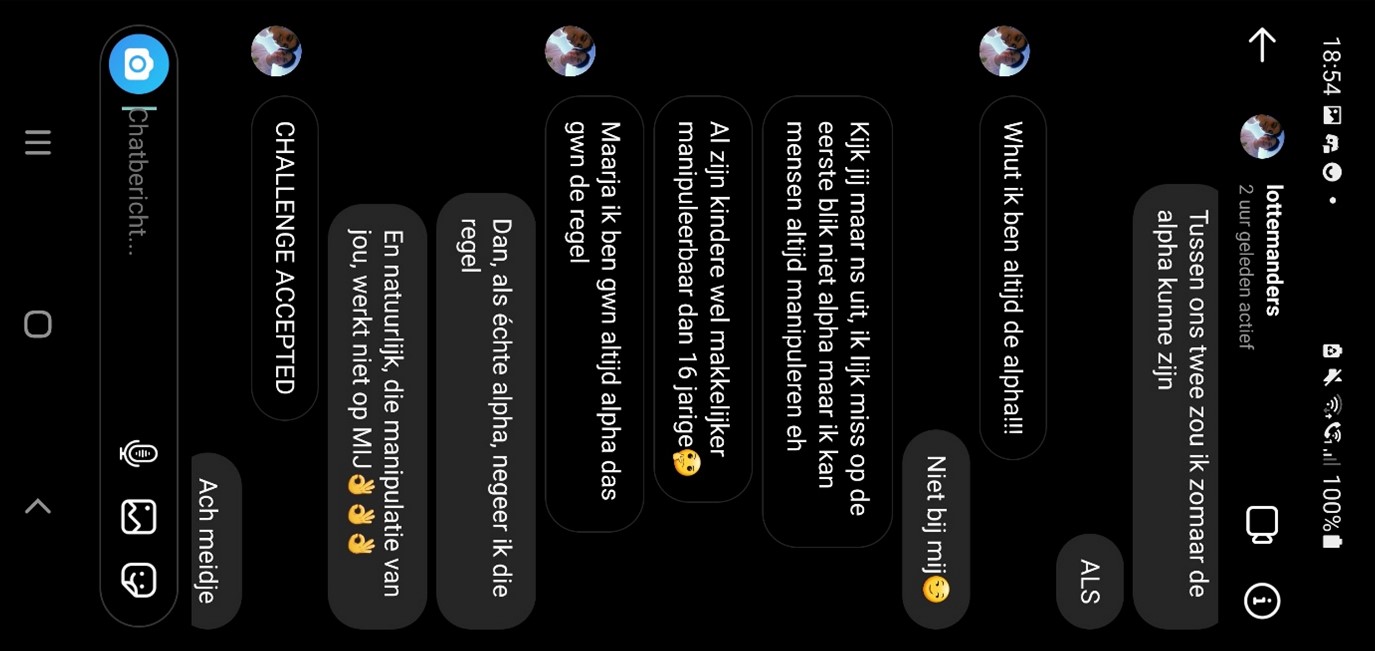 18:54 100%
lottemanders
2 uur geleden actief
Tussen ons twee zou ik zomaar de
alpha kunne zijn
ALS
Whut ik ben altijd de alpha!!!
Niet bij mij😏
Kijk jij maar ns uit, ik lijk miss op de
eerste blik niet alpha maar ik kan
mensen altijd manipuleren eh
Al zijn kindere wel makkelijker
manipuleerbaar dan 16 jarige🤔
Maarja ik ben gwn altijd alpha das
gwn de regel
Dan, als échte alpha, negeer ik die
regel
En natuurlijk, die manipulatie van
jou, werkt niet op MIJ👌👌👌
CHALLENGE ACCEPTED
Ach meidje
Chatbericht...